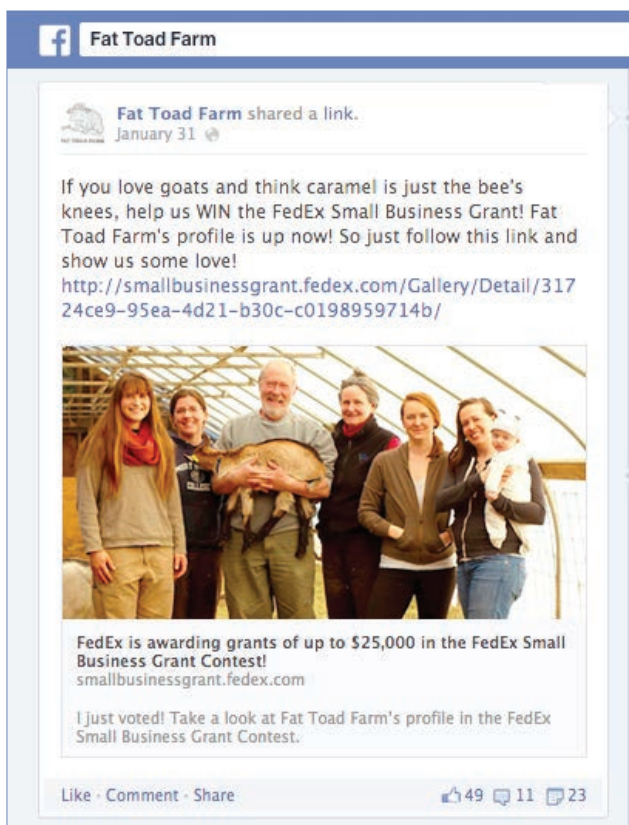 Fat Toad Farm
Fat Toad Farm shared a link.
January 31
If you love goats and think caramel is just the bee's
knees, help us WIN the FedEx Small Business Grant! Fat
Toad Farm's profile is up now! So just follow this link and
show us some love!
http://smallbusinessgrant.fedex.com/Gallery/Detail/317
24ce9-95ea-4d21-b30c-c0198959714b/
FedEx is awarding grants of up to $25,000 in the FedEx Small
Business Grant Contest!
smallbusinessgrant.fedex.com
I just voted! Take a look at Fat Toad Farm's profile in the FedEx
Small Business Grant Contest.
Like · Comment · Share 49 11 23